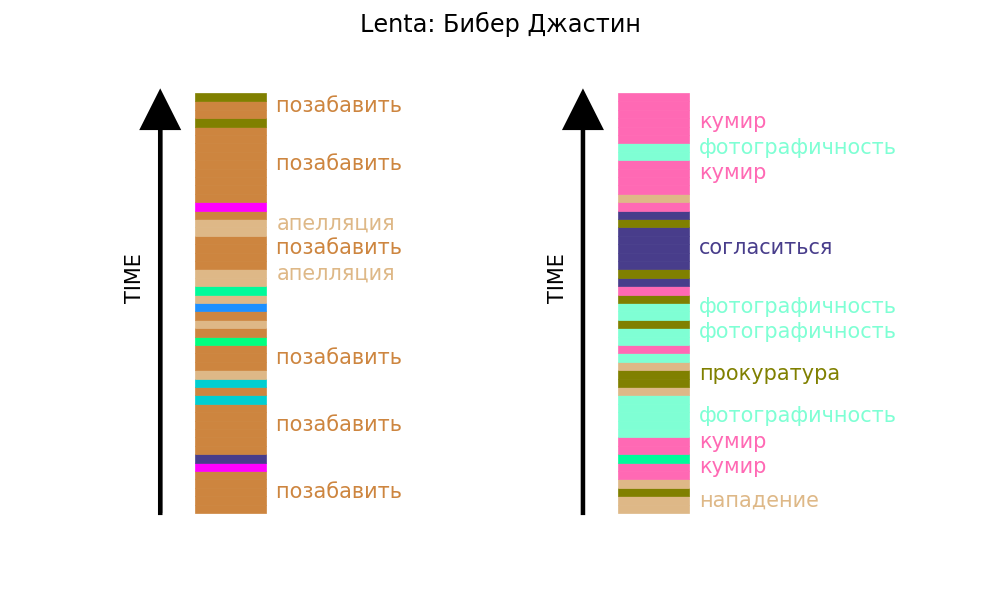 Lenta: Бибер Джастин
TIME
позабавить
позабавить
апелляция
позабавить
апелляция
позабавить
позабавить
позабавить
TIME
кумир
фотографичность
кумир
согласиться
фотографичность
фотографичность
прокуратура
фотографичность
кумир
кумир
нападение